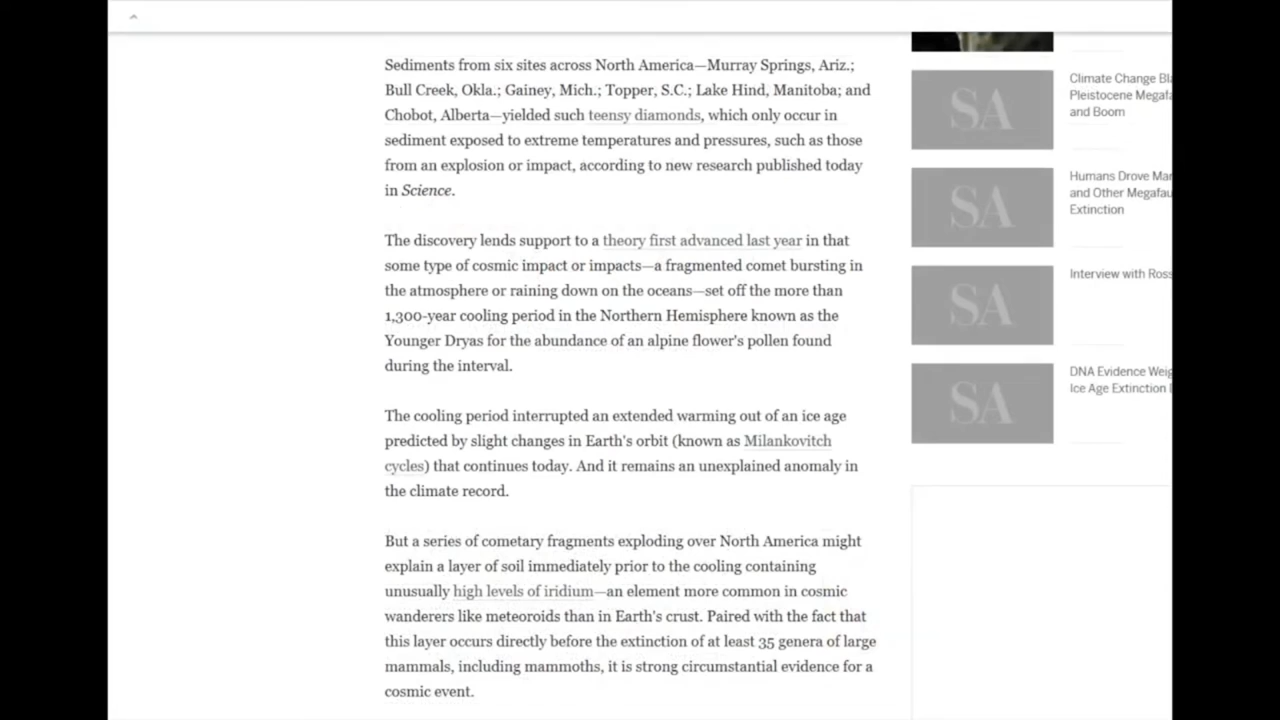 Sediments from six sites across North America—Murray Springs, Ariz.;
Bull Creek, Okla.; Gainey, Mich.; Topper, S.C.; Lake Hind, Manitoba; and
Chobot, Alberta—yielded such teensy diamonds, which only occur in
sediment exposed to extreme temperatures and pressures, such as those
from an explosion or impact, according to new research published today
in Science.
The discovery lends support to a theory first advanced last year in that
some type of cosmic impact or impacts—a fragmented comet bursting in
the atmosphere or raining down on the oceans—set off the more than
1,300-year cooling period in the Northern Hemisphere known as the
Younger Dryas for the abundance of an alpine flower's pollen found
during the interval.
The cooling period interrupted an extended warming out of an ice age
predicted by slight changes in Earth's orbit (known as Milankovitch
cycles) that continues today. And it remains an unexplained anomaly in
the climate record.
But a series of cometary fragments exploding over North America might
explain a layer of soil immediately prior to the cooling containing
unusually high levels of iridium—an element more common in cosmic
wanderers like meteoroids than in Earth's crust. Paired with the fact that
this layer occurs directly before the extinction of at least 35 genera of large
mammals, including mammoths, it is strong circumstantial evidence for a
cosmic event.
SA
Climate Change Bla
Pleistocene Megafa
and Boom
SA
Humans Drove Mam
and Other Megafau
Extinction
SA
Interview with Ross
SA
DNA Evidence Weig
Ice Age Extinction